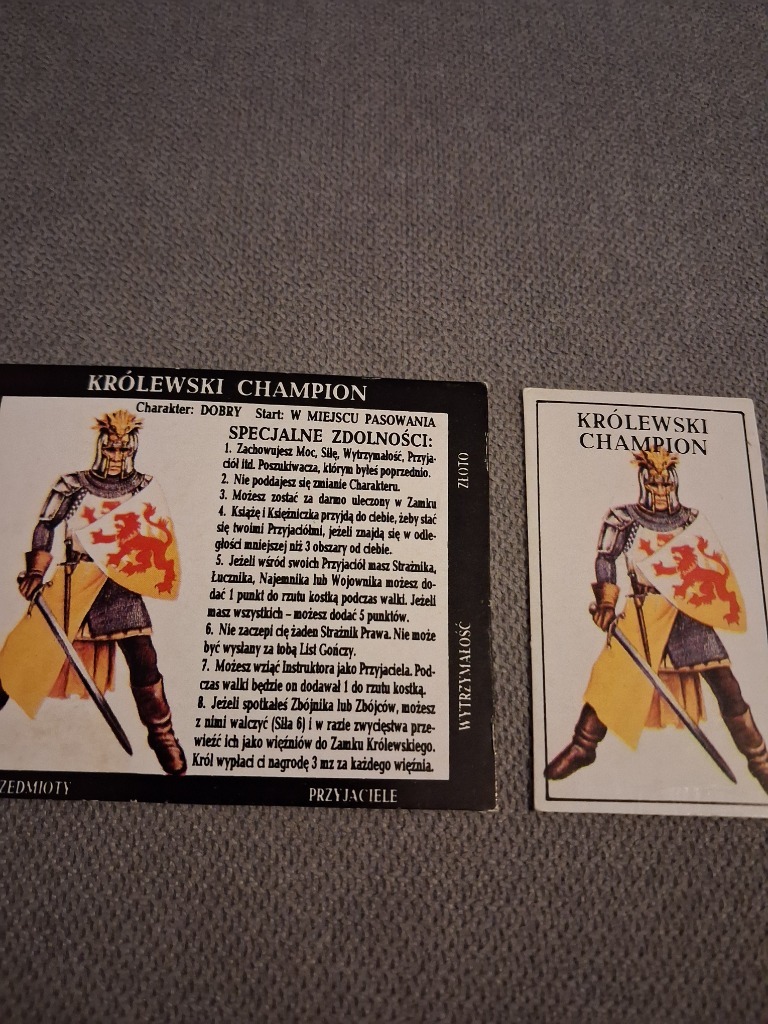 KRÓLEWSKI CHAMPION
Charakter: DOBRY Start: W MIEJSCU PASOWANIA
SPECJALNE ZDOLNOŚCI:
1. Zachowujesz Moc, Siłę, Wytrzymałość, Przyja-
ciół itd. Poszukiwacza, którym byłeś poprzednio.
2. Nie poddajesz się zmianie Charakteru.
3. Możesz zostać za darmo uleczony w Zamku
4. Książę i Księżniczka przyjdą do ciebie, żeby stać
się twoimi Przyjaciółmi, jeżeli znajdą się w odle-
głości mniejszej niż 3 obszary od ciebie.
5. Jeżeli wśród swoich Przyjaciół masz Strażnika,
Łucznika, Najemnika lub Wojownika możesz do-
dać 1 punkt do rzutu kostką podczas walki. Jeżeli
masz wszystkich – możesz dodać 5 punktów.
6. Nie zaczepi cię żaden Strażnik Prawa. Nie może
być wysłany za tobą List Gończy.
7. Możesz wziąć Instruktora jako Przyjaciela. Pod-
czas walki będzie on dodawał 1 do rzutu kostką.
8. Jeżeli spotkałeś Zbójnika lub Zbójców, możesz
z nimi walczyć (Siła 6) i w razie zwycięstwa prze-
wieźć ich jako więźniów do Zamku Królewskiego.
Król wypłaci ci nagrodę 3 mz za każdego więźnia.
ZŁOTO
WYTRZYMAŁOŚĆ
ZEDMIOTY
PRZYJACIELE
KRÓLEWSKI
CHAMPION